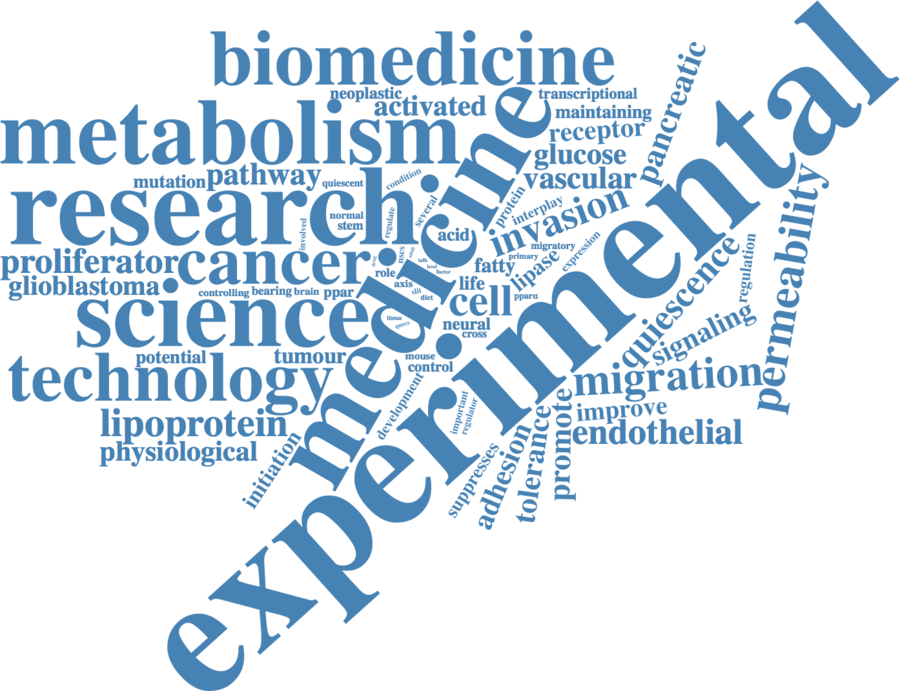 biomedicine
neoplastic
transcriptional
activated
maintaining
pancreatic
metabolism
receptor
glucose
medicine
experimental
mutation
pathway
quiescent
condition
vascular
protein
research
normal
stem
involved
regulate
several
interplay
invasion
permeability
acid
migratory
proliferator
cancer
role
nscs
bulk
level
factor
fatty
primary
lipase
expression
quiescence
regulation
glioblastoma
controlling
bearing
brain
ppar
axis
slit
diet
life
cell
pparα
science
tissue
neural
cross
signaling
potential
tumour
mouse
control
technology
migration
lipoprotein
development
important
regulator
promote
improve
physiological
initiation
suppresses
adhesion
tolerance
endothelial